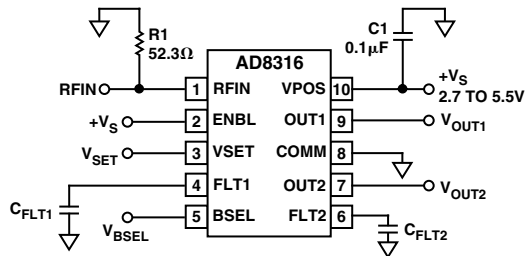 R1
52.3Ω
C1
0.1μF
AD8316
RFIN
1 RFIN
VPOS 10
+VS
2.7 TO 5.5V
+VS
2 ENBL
OUT1 9
VOUT1
VSET
3 VSET
COMM 8
4 FLT1
OUT2 7
VOUT2
CFLT1
5 BSEL
FLT2 6
VBSEL
CFLT2